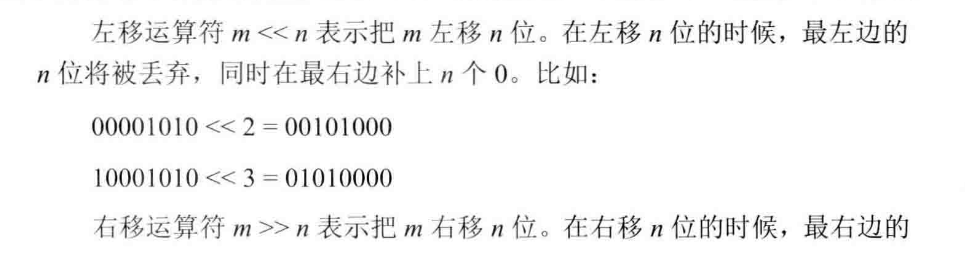 左移运算符 m << n 表示把 m 左移 n 位。在左移 n 位的时候，最左边的
n 位将被丢弃，同时在最右边补上 n 个 0。比如：
00001010 << 2 = 00101000
10001010 << 3 = 01010000
右移运算符 m >> n 表示把 m 右移 n 位。在右移 n 位的时候，最右边的